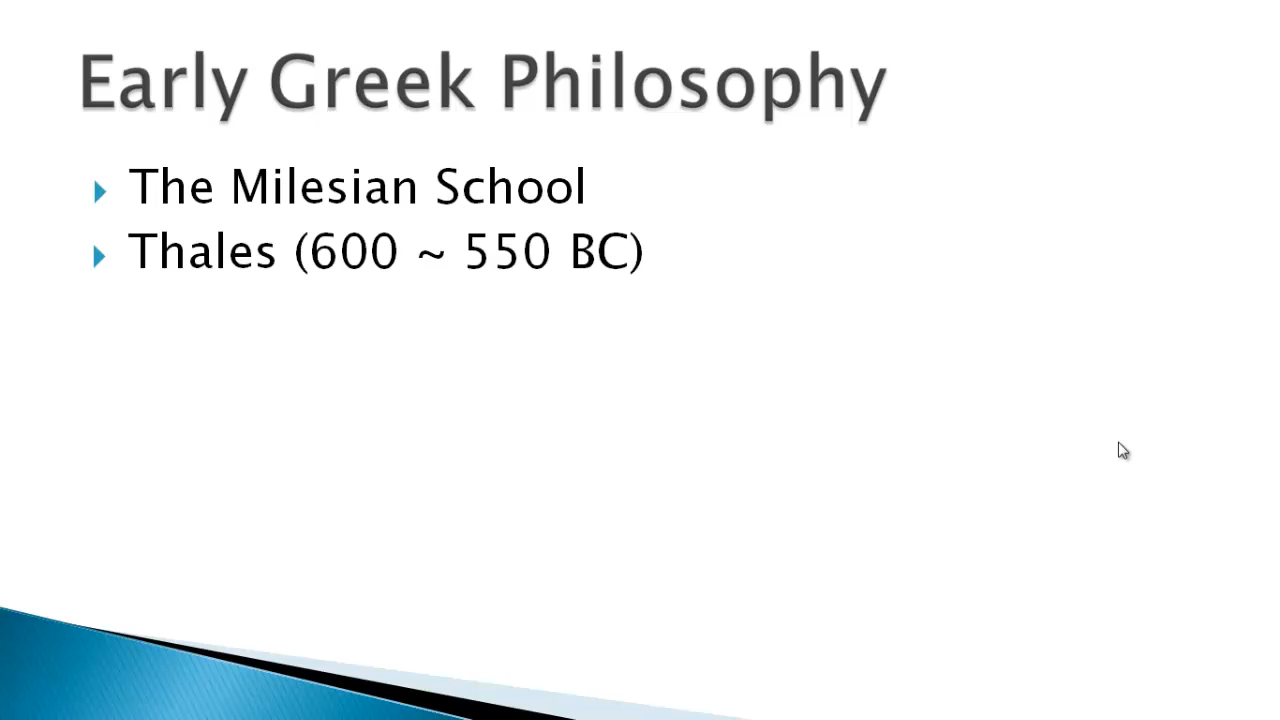 Early Greek Philosophy
The Milesian School
Thales (600 ~ 550 BC)